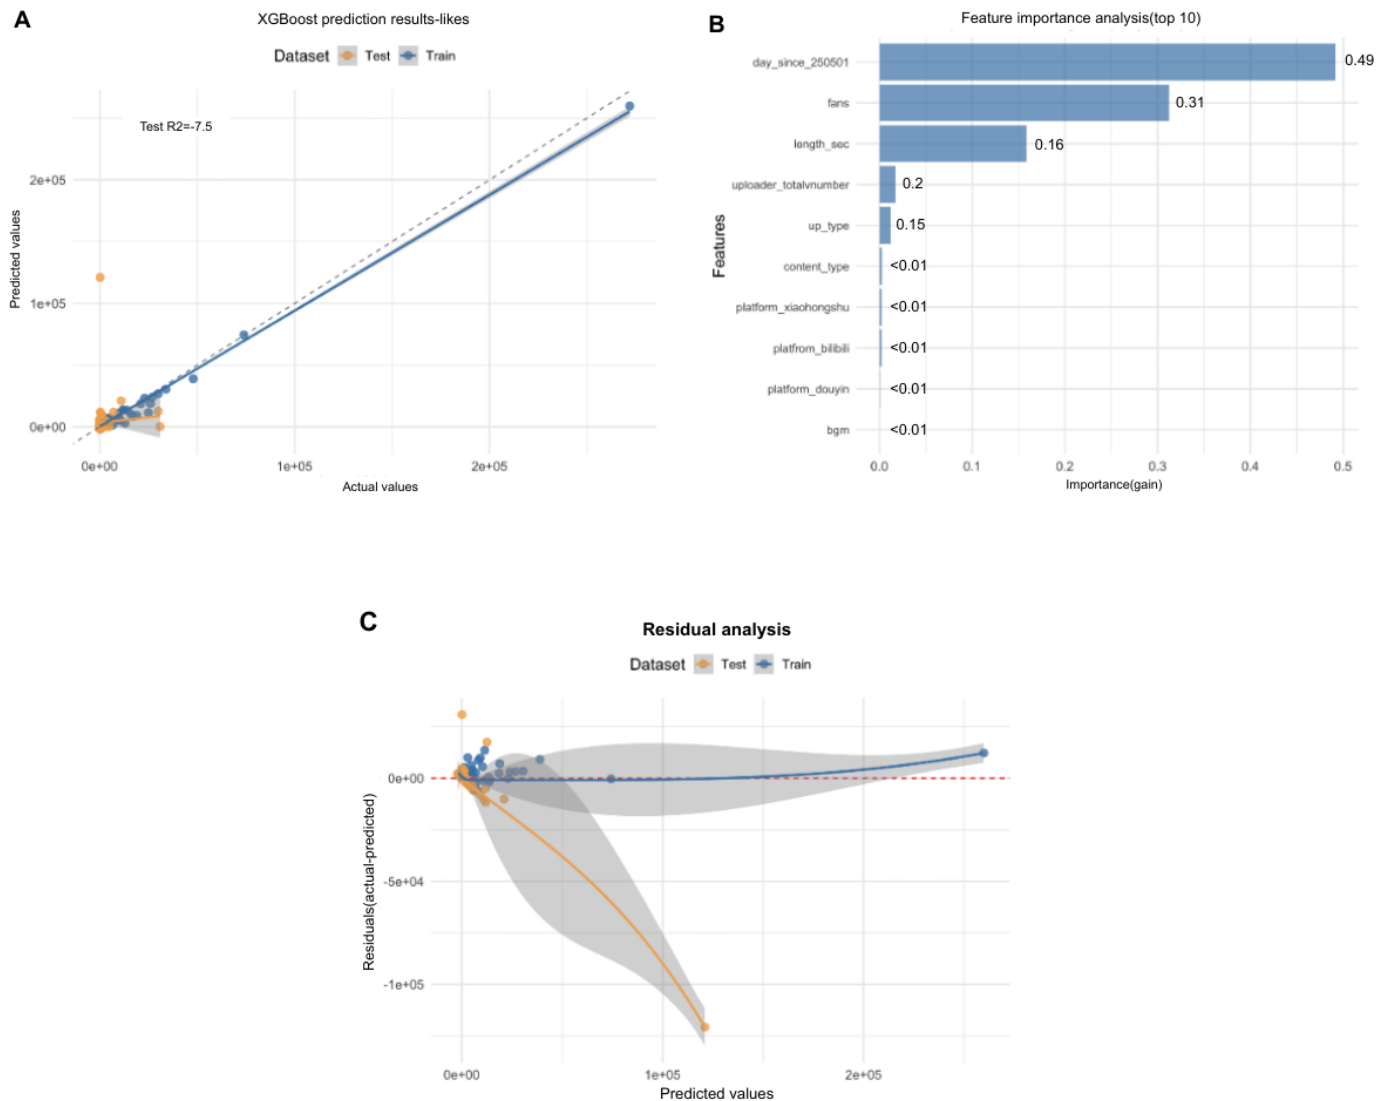 A
XGBoost prediction results-likes
Dataset Test Train
Test R2=-7.5
Predicted values
2e+05
1e+05
0e+00
0e+00 1e+05 2e+05
Actual values
B
Feature importance analysis(top 10)
Features
day_since_250501 0.49
fans 0.31
length_sec 0.16
uploader_totalvnumber 0.2
up_type 0.15
content_type <0.01
platform_xiaohongshu <0.01
platfrom_bilibili <0.01
platform_douyin <0.01
bgm <0.01
0.0 0.1 0.2 0.3 0.4 0.5
Importance(gain)
C
Residual analysis
Dataset Test Train
Residuals(actual-predicted)
0e+00
-5e+04
-1e+05
0e+00 1e+05 2e+05
Predicted values